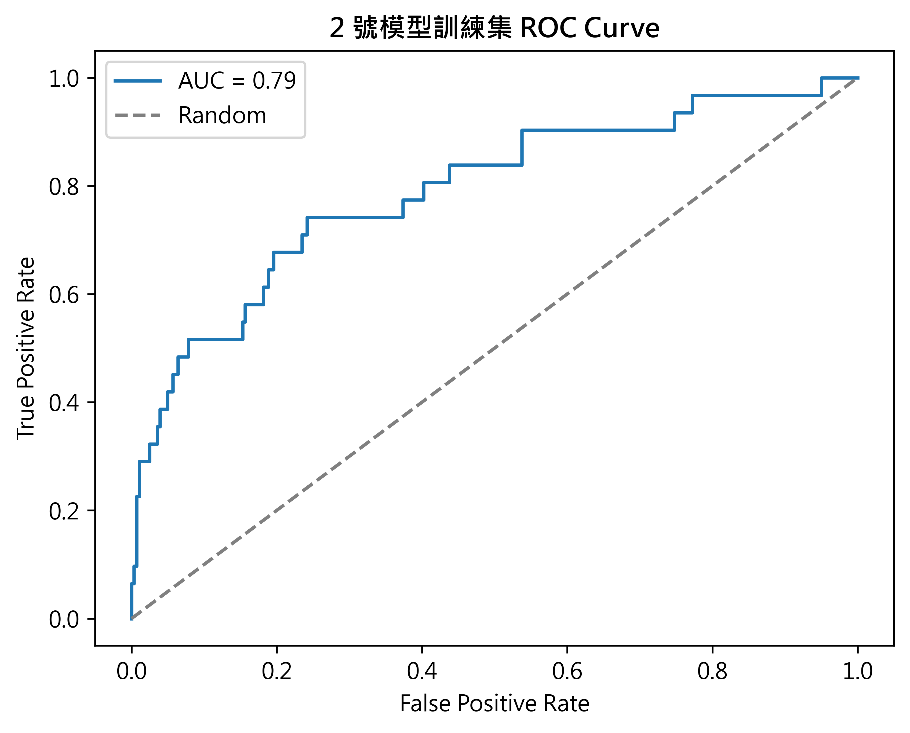 2 號模型訓練集 ROC Curve
AUC = 0.79
Random
True Positive Rate
1.0
0.8
0.6
0.4
0.2
0.0
0.0 0.2 0.4 0.6 0.8 1.0
False Positive Rate